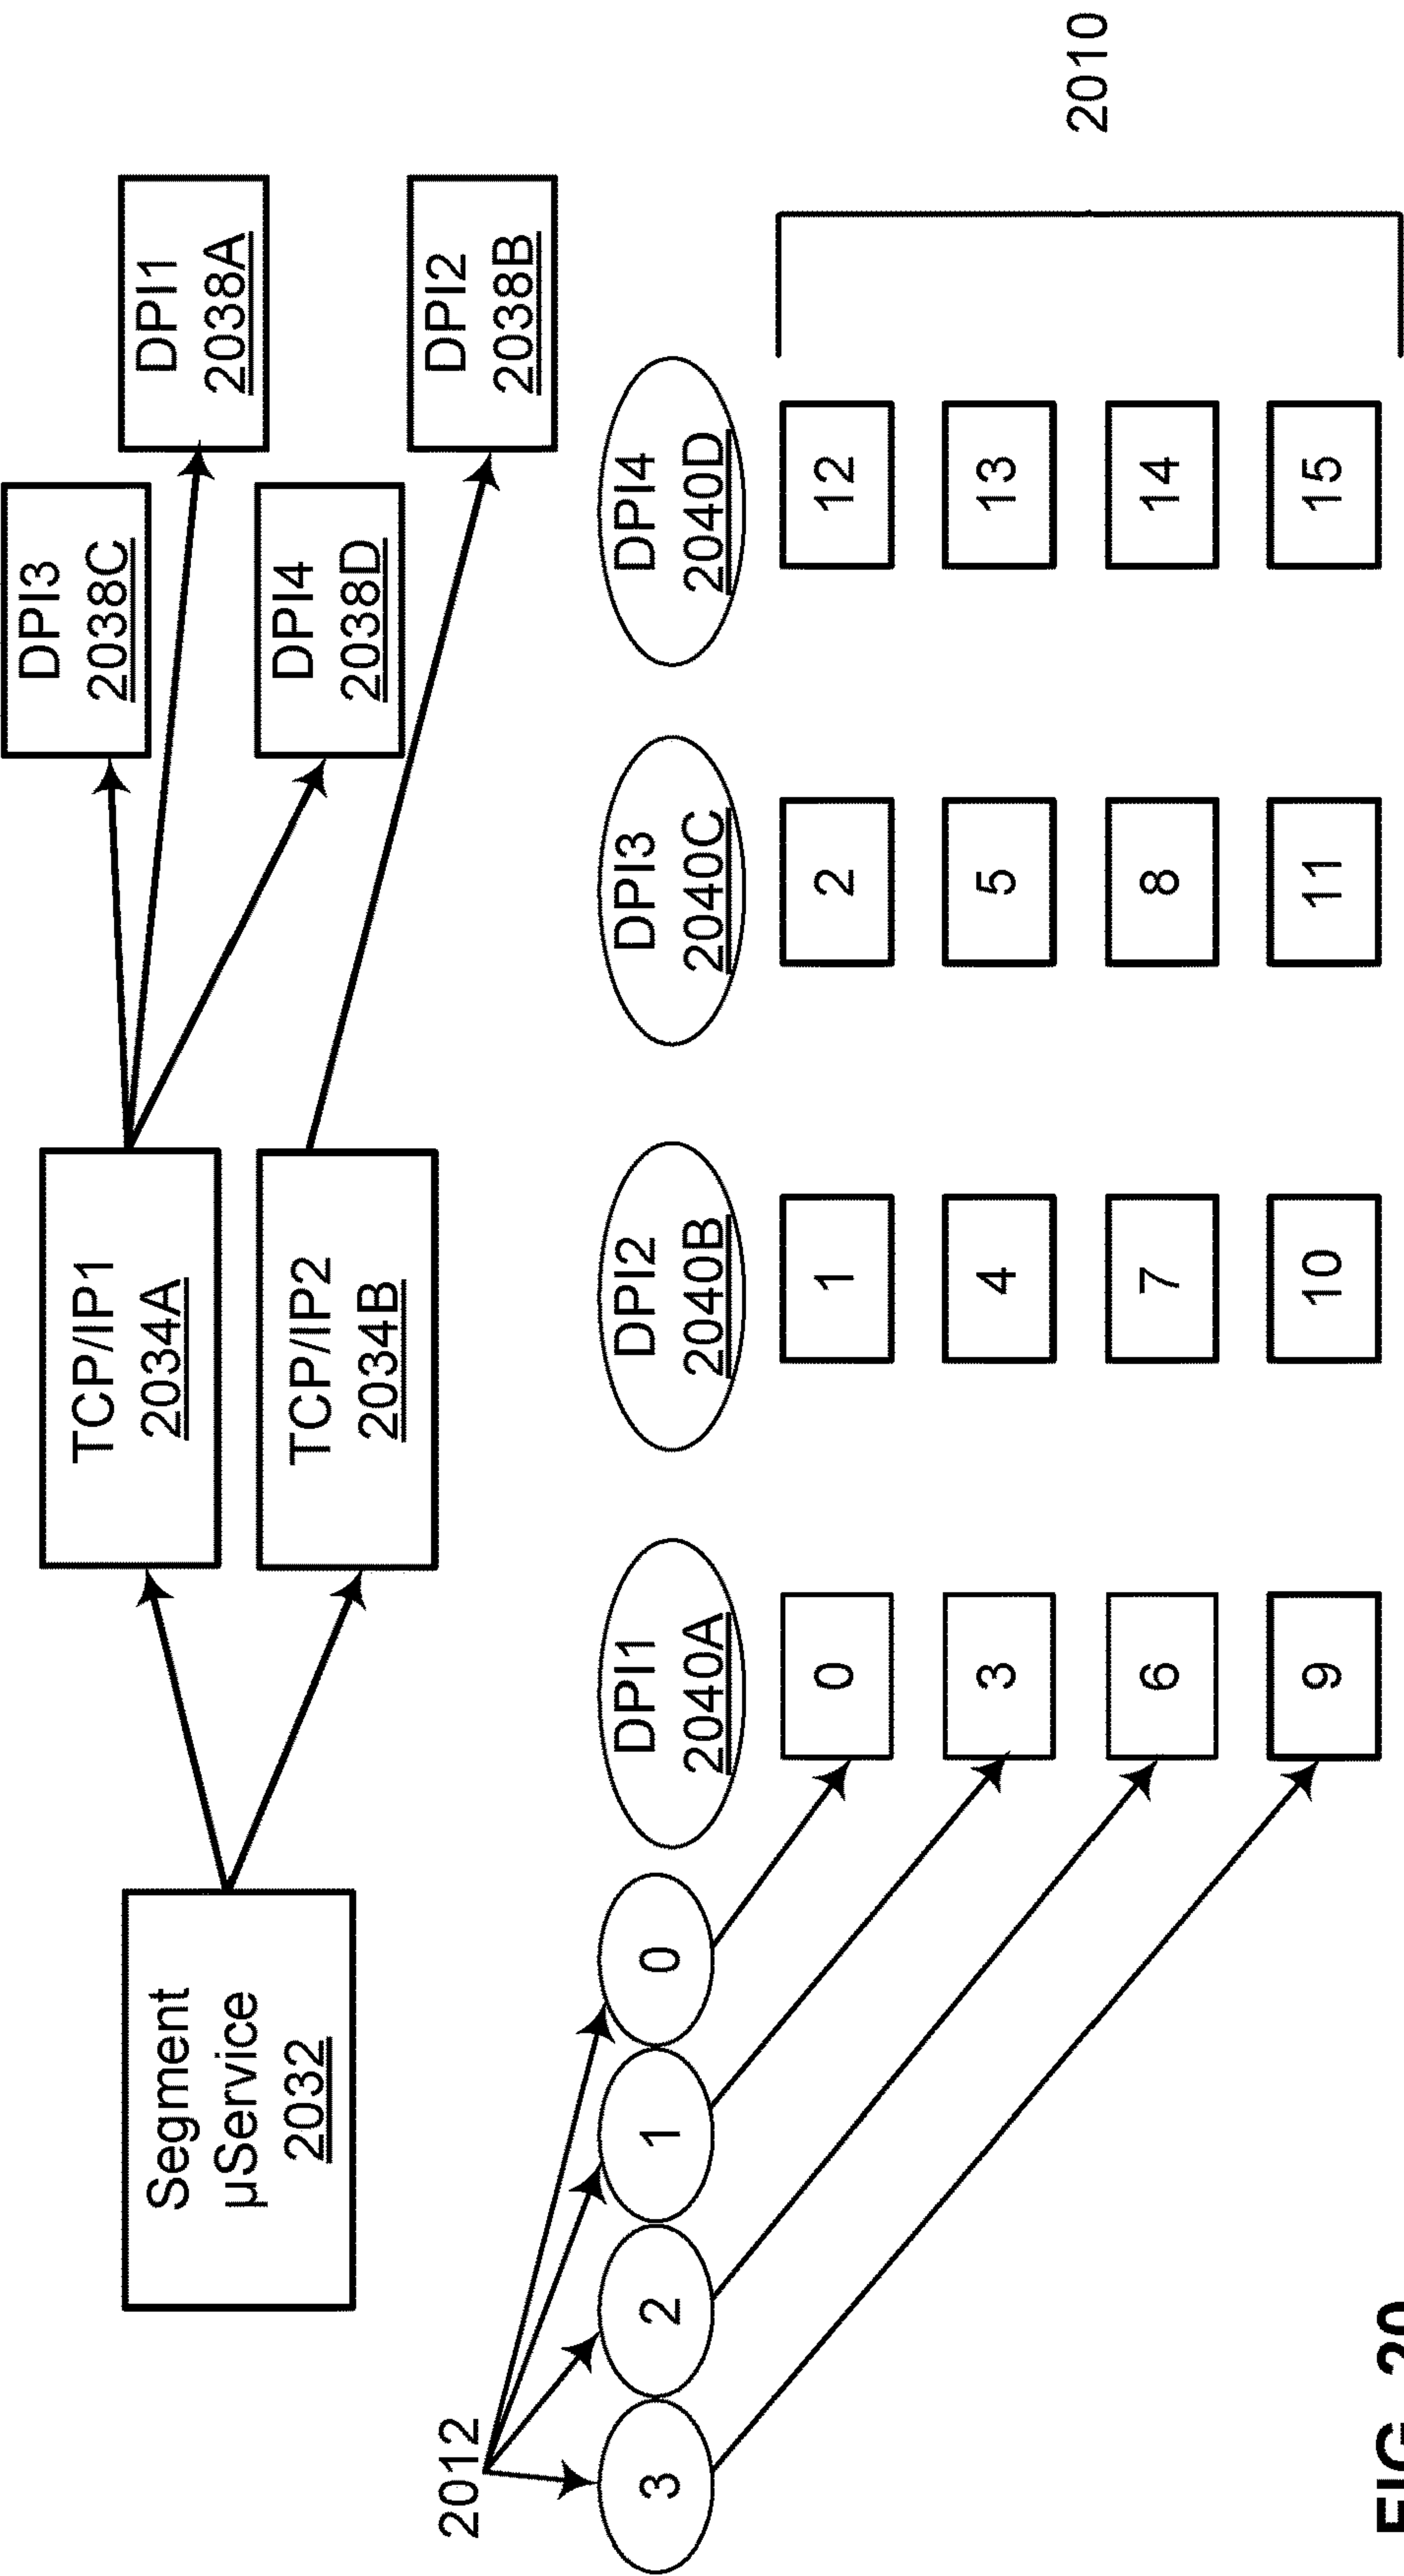 Segment
µService
2032
TCP/IP1
2034A
TCP/IP2
2034B
DPI3
2038C
DPI1
2038A
DPI4
2038D
DPI2
2038B
2012
3
2
1
0
DPI1
2040A
DPI2
2040B
DPI3
2040C
DPI4
2040D
0
1
2
12
3
4
5
13
6
7
8
14
9
10
11
15
2010
FIG. 20